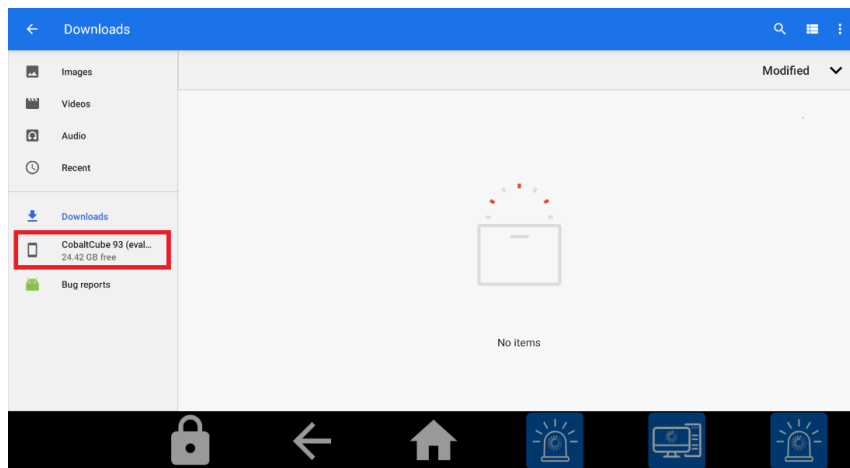 Downloads
Images
Modified
Videos
Audio
Recent
Downloads
CobaltCube 93 (eval...
24.42 GB free
Bug reports
No items